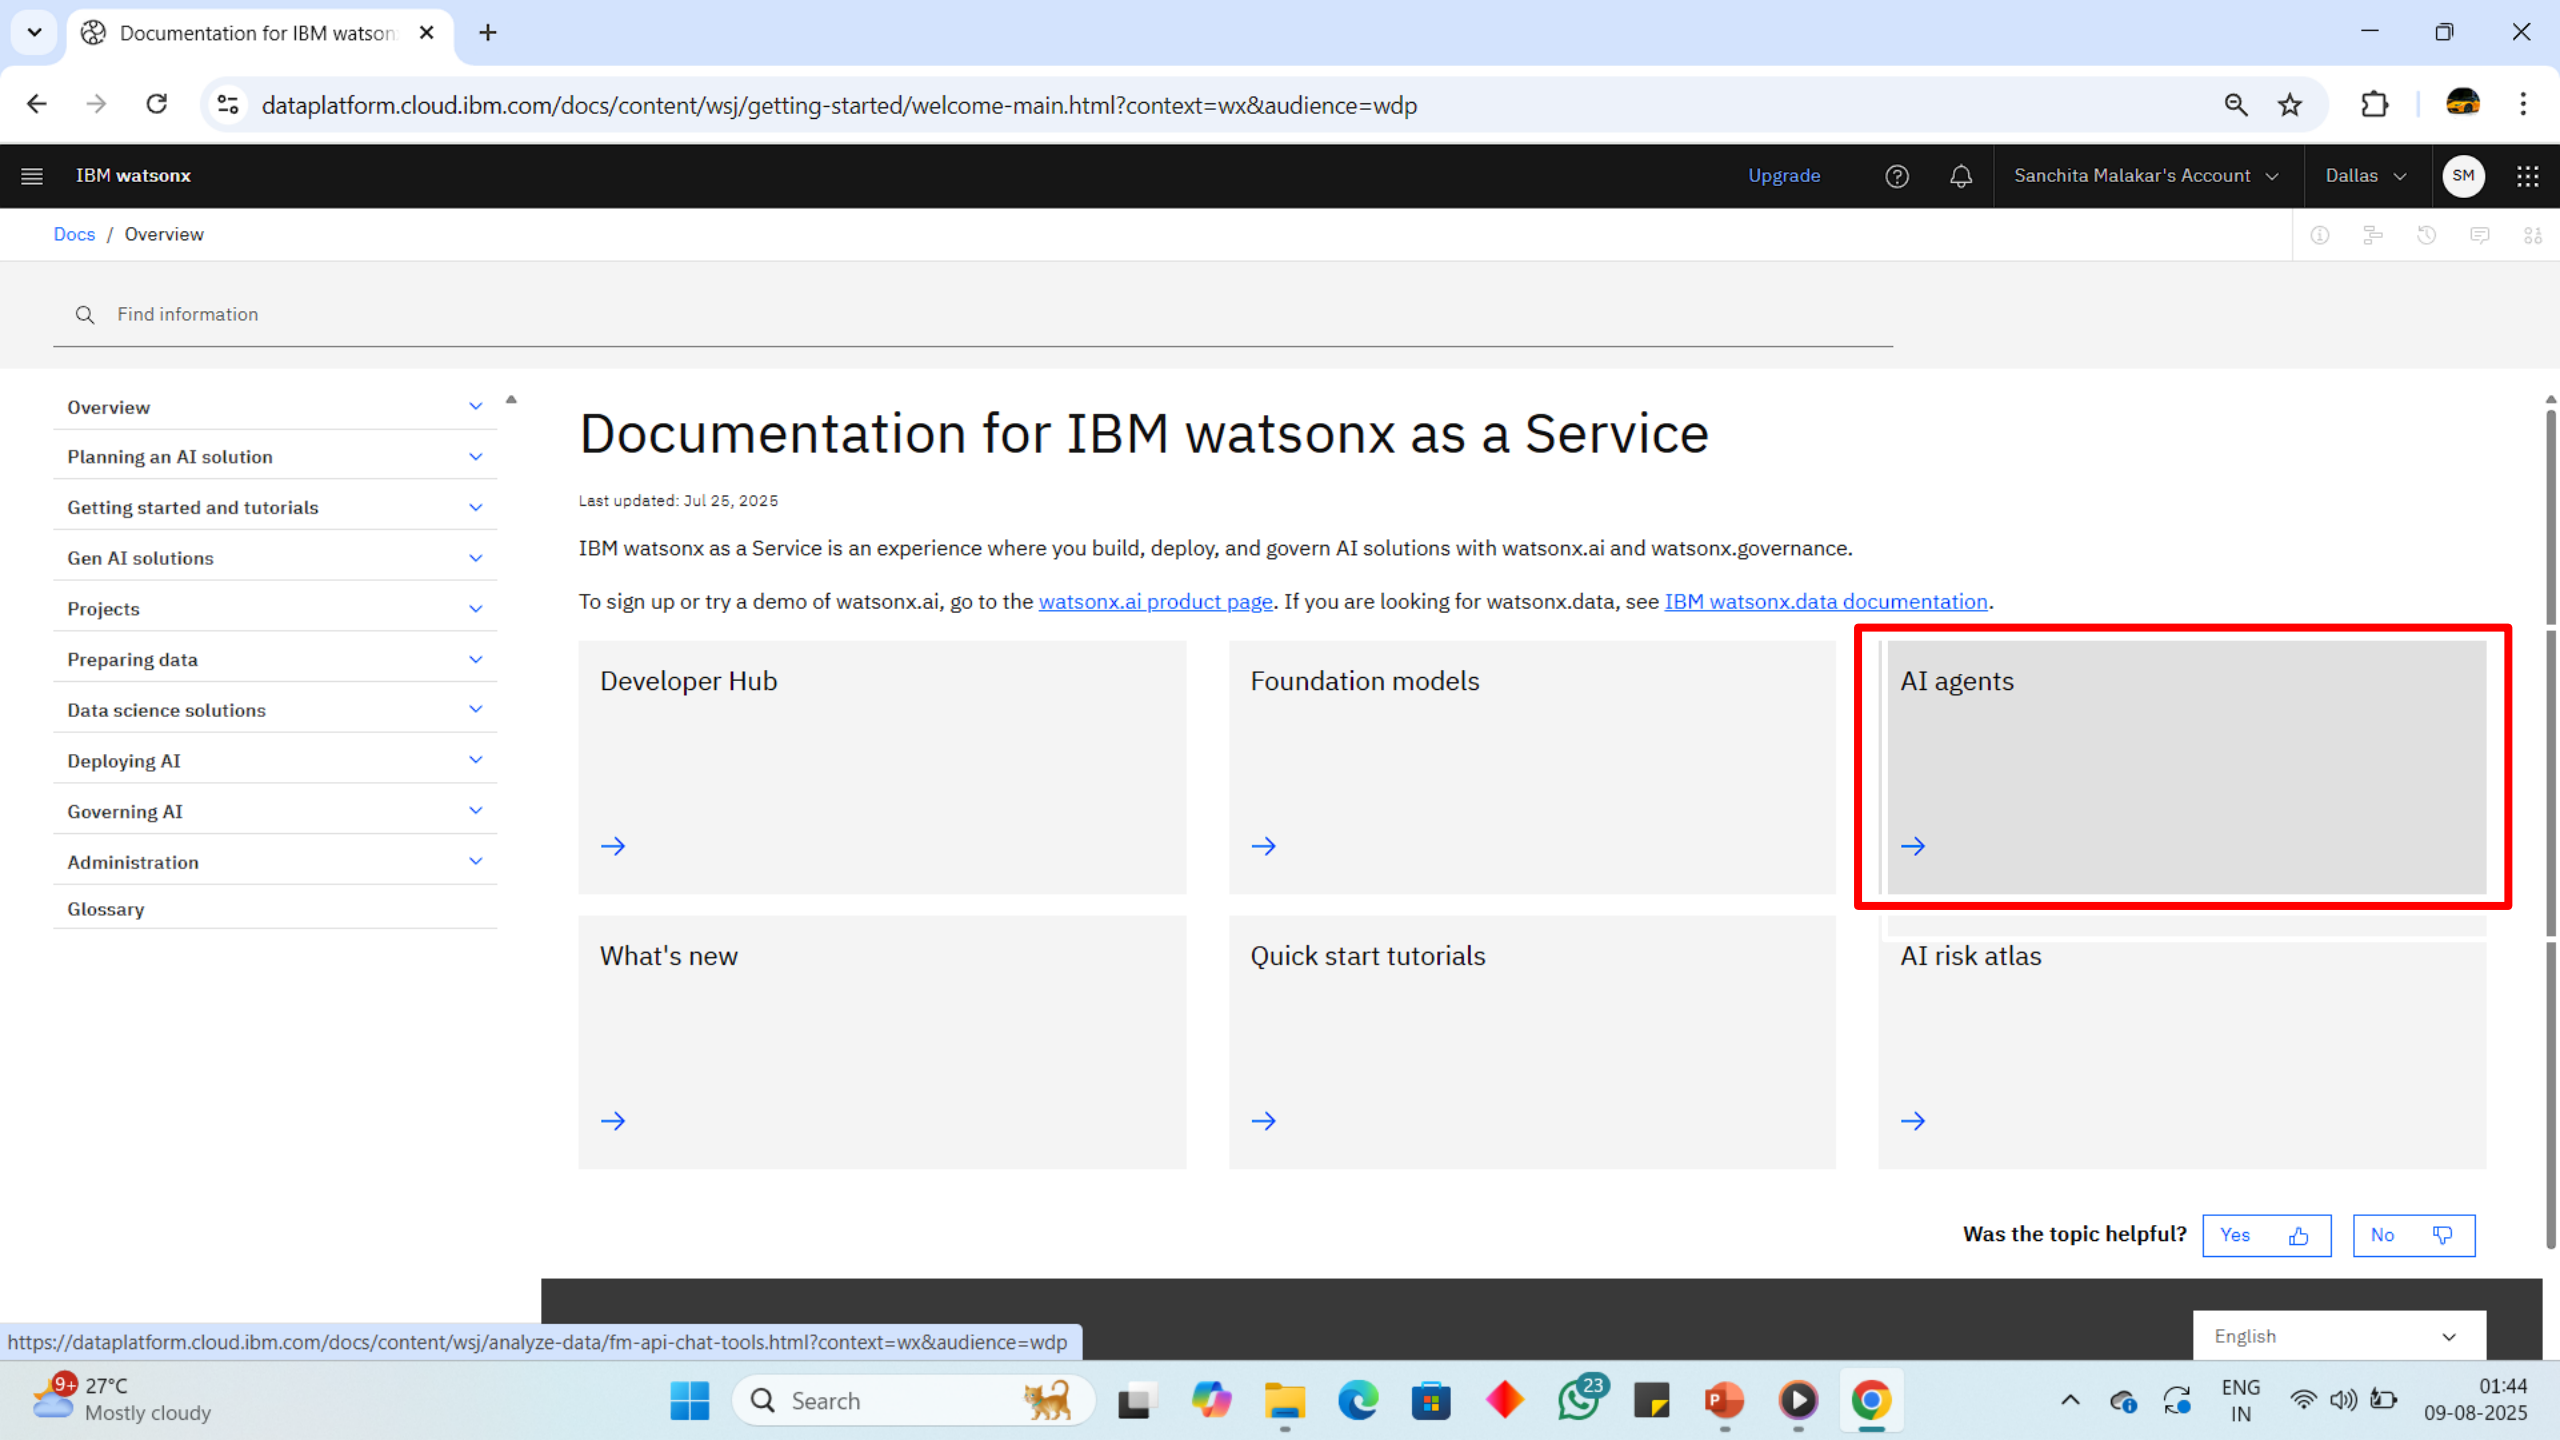 Documentation for IBM watson
dataplatform.cloud.ibm.com/docs/content/wsj/getting-started/welcome-main.html?context=wx&audience=wdp
IBM watsonx
Upgrade
Sanchita Malakar's Account
Dallas
SM
Docs / Overview
Find information
Overview
Planning an AI solution
Getting started and tutorials
Gen AI solutions
Projects
Preparing data
Data science solutions
Deploying AI
Governing AI
Administration
Glossary
Documentation for IBM watsonx as a Service
Last updated: Jul 25, 2025
IBM watsonx as a Service is an experience where you build, deploy, and govern AI solutions with watsonx.ai and watsonx.governance.
To sign up or try a demo of watsonx.ai, go to the watsonx.ai product page. If you are looking for watsonx.data, see IBM watsonx.data documentation.
Developer Hub
Foundation models
AI agents
What's new
Quick start tutorials
AI risk atlas
Was the topic helpful?
Yes
No
English
https://dataplatform.cloud.ibm.com/docs/content/wsj/analyze-data/fm-api-chat-tools.html?context=wx&audience=wdp
9+
27°C
Mostly cloudy
Search
23
P
ENG
IN
01:44
09-08-2025